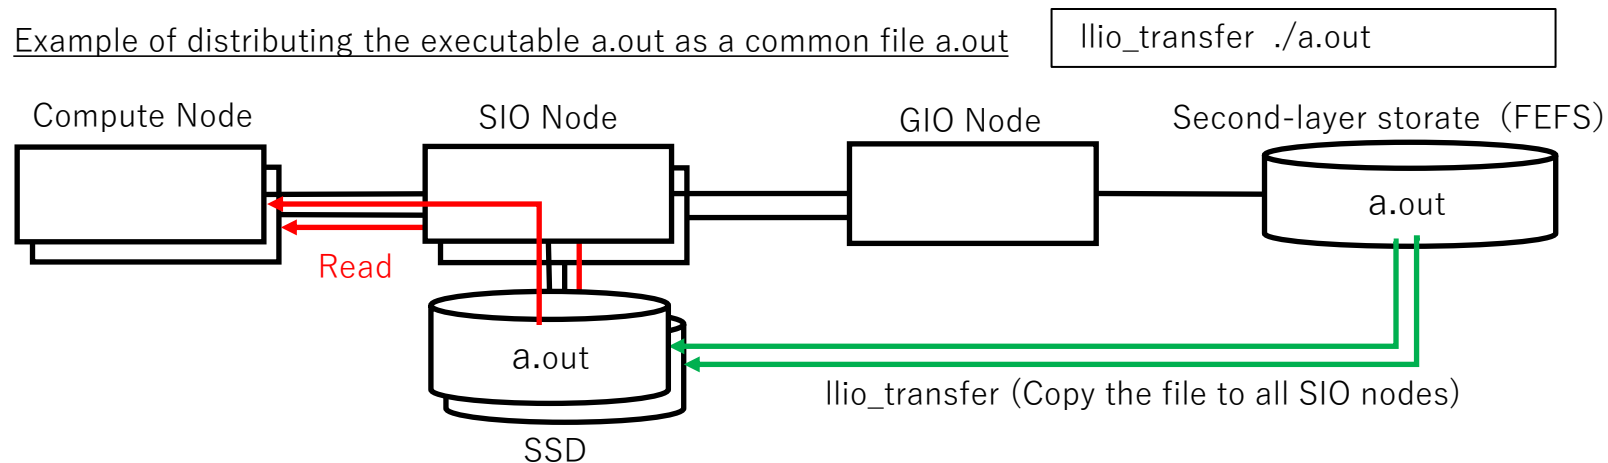 Example of distributing the executable a.out as a common file a.out
llio_transfer ./a.out
Compute Node
SIO Node
GIO Node
Second-layer storate (FEFS)
a.out
Read
a.out
llio_transfer (Copy the file to all SIO nodes)
SSD